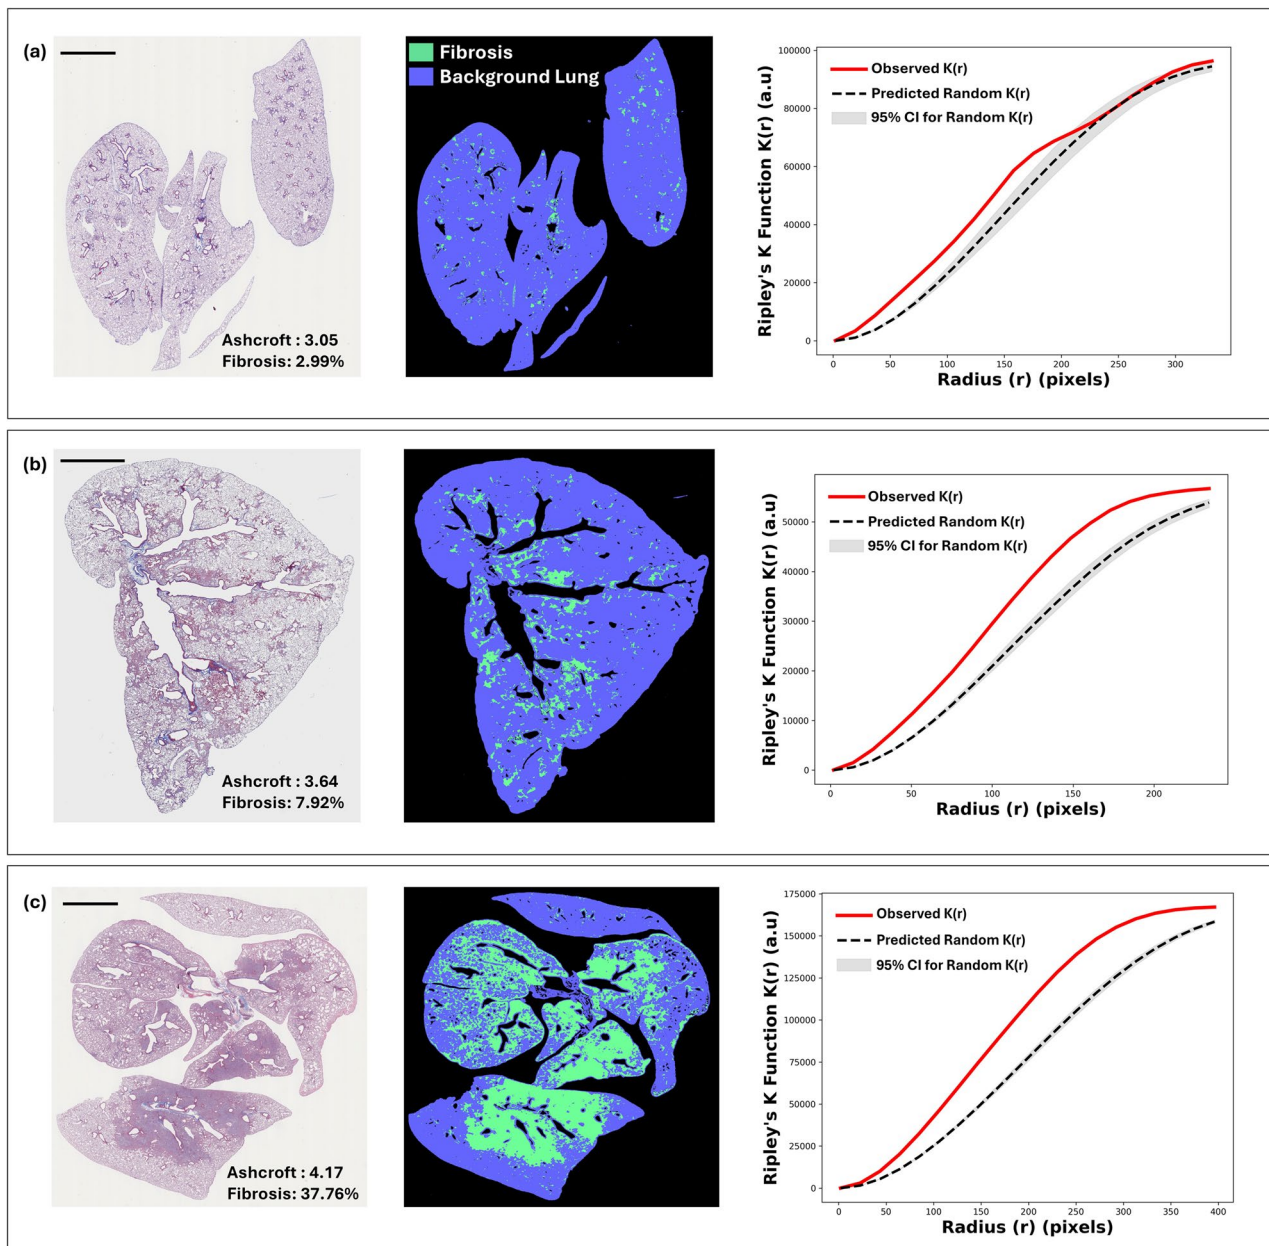 (a)
Ashcroft : 3.05
Fibrosis: 2.99%
Fibrosis
Background Lung
100000
80000
60000
40000
20000
0
Ripley's K Function K(r) (a.u)
Observed K(r)
Predicted Random K(r)
95% CI for Random K(r)
0 50 100 150 200 250 300
Radius (r) (pixels)
(b)
Ashcroft : 3.64
Fibrosis: 7.92%
50000
40000
30000
20000
10000
0
Ripley's K Function K(r) (a.u)
Observed K(r)
Predicted Random K(r)
95% CI for Random K(r)
0 50 100 150 200
Radius (r) (pixels)
(c)
Ashcroft : 4.17
Fibrosis: 37.76%
175000
150000
125000
100000
75000
50000
25000
0
Ripley's K Function K(r) (a.u)
Observed K(r)
Predicted Random K(r)
95% CI for Random K(r)
0 50 100 150 200 250 300 350 400
Radius (r) (pixels)